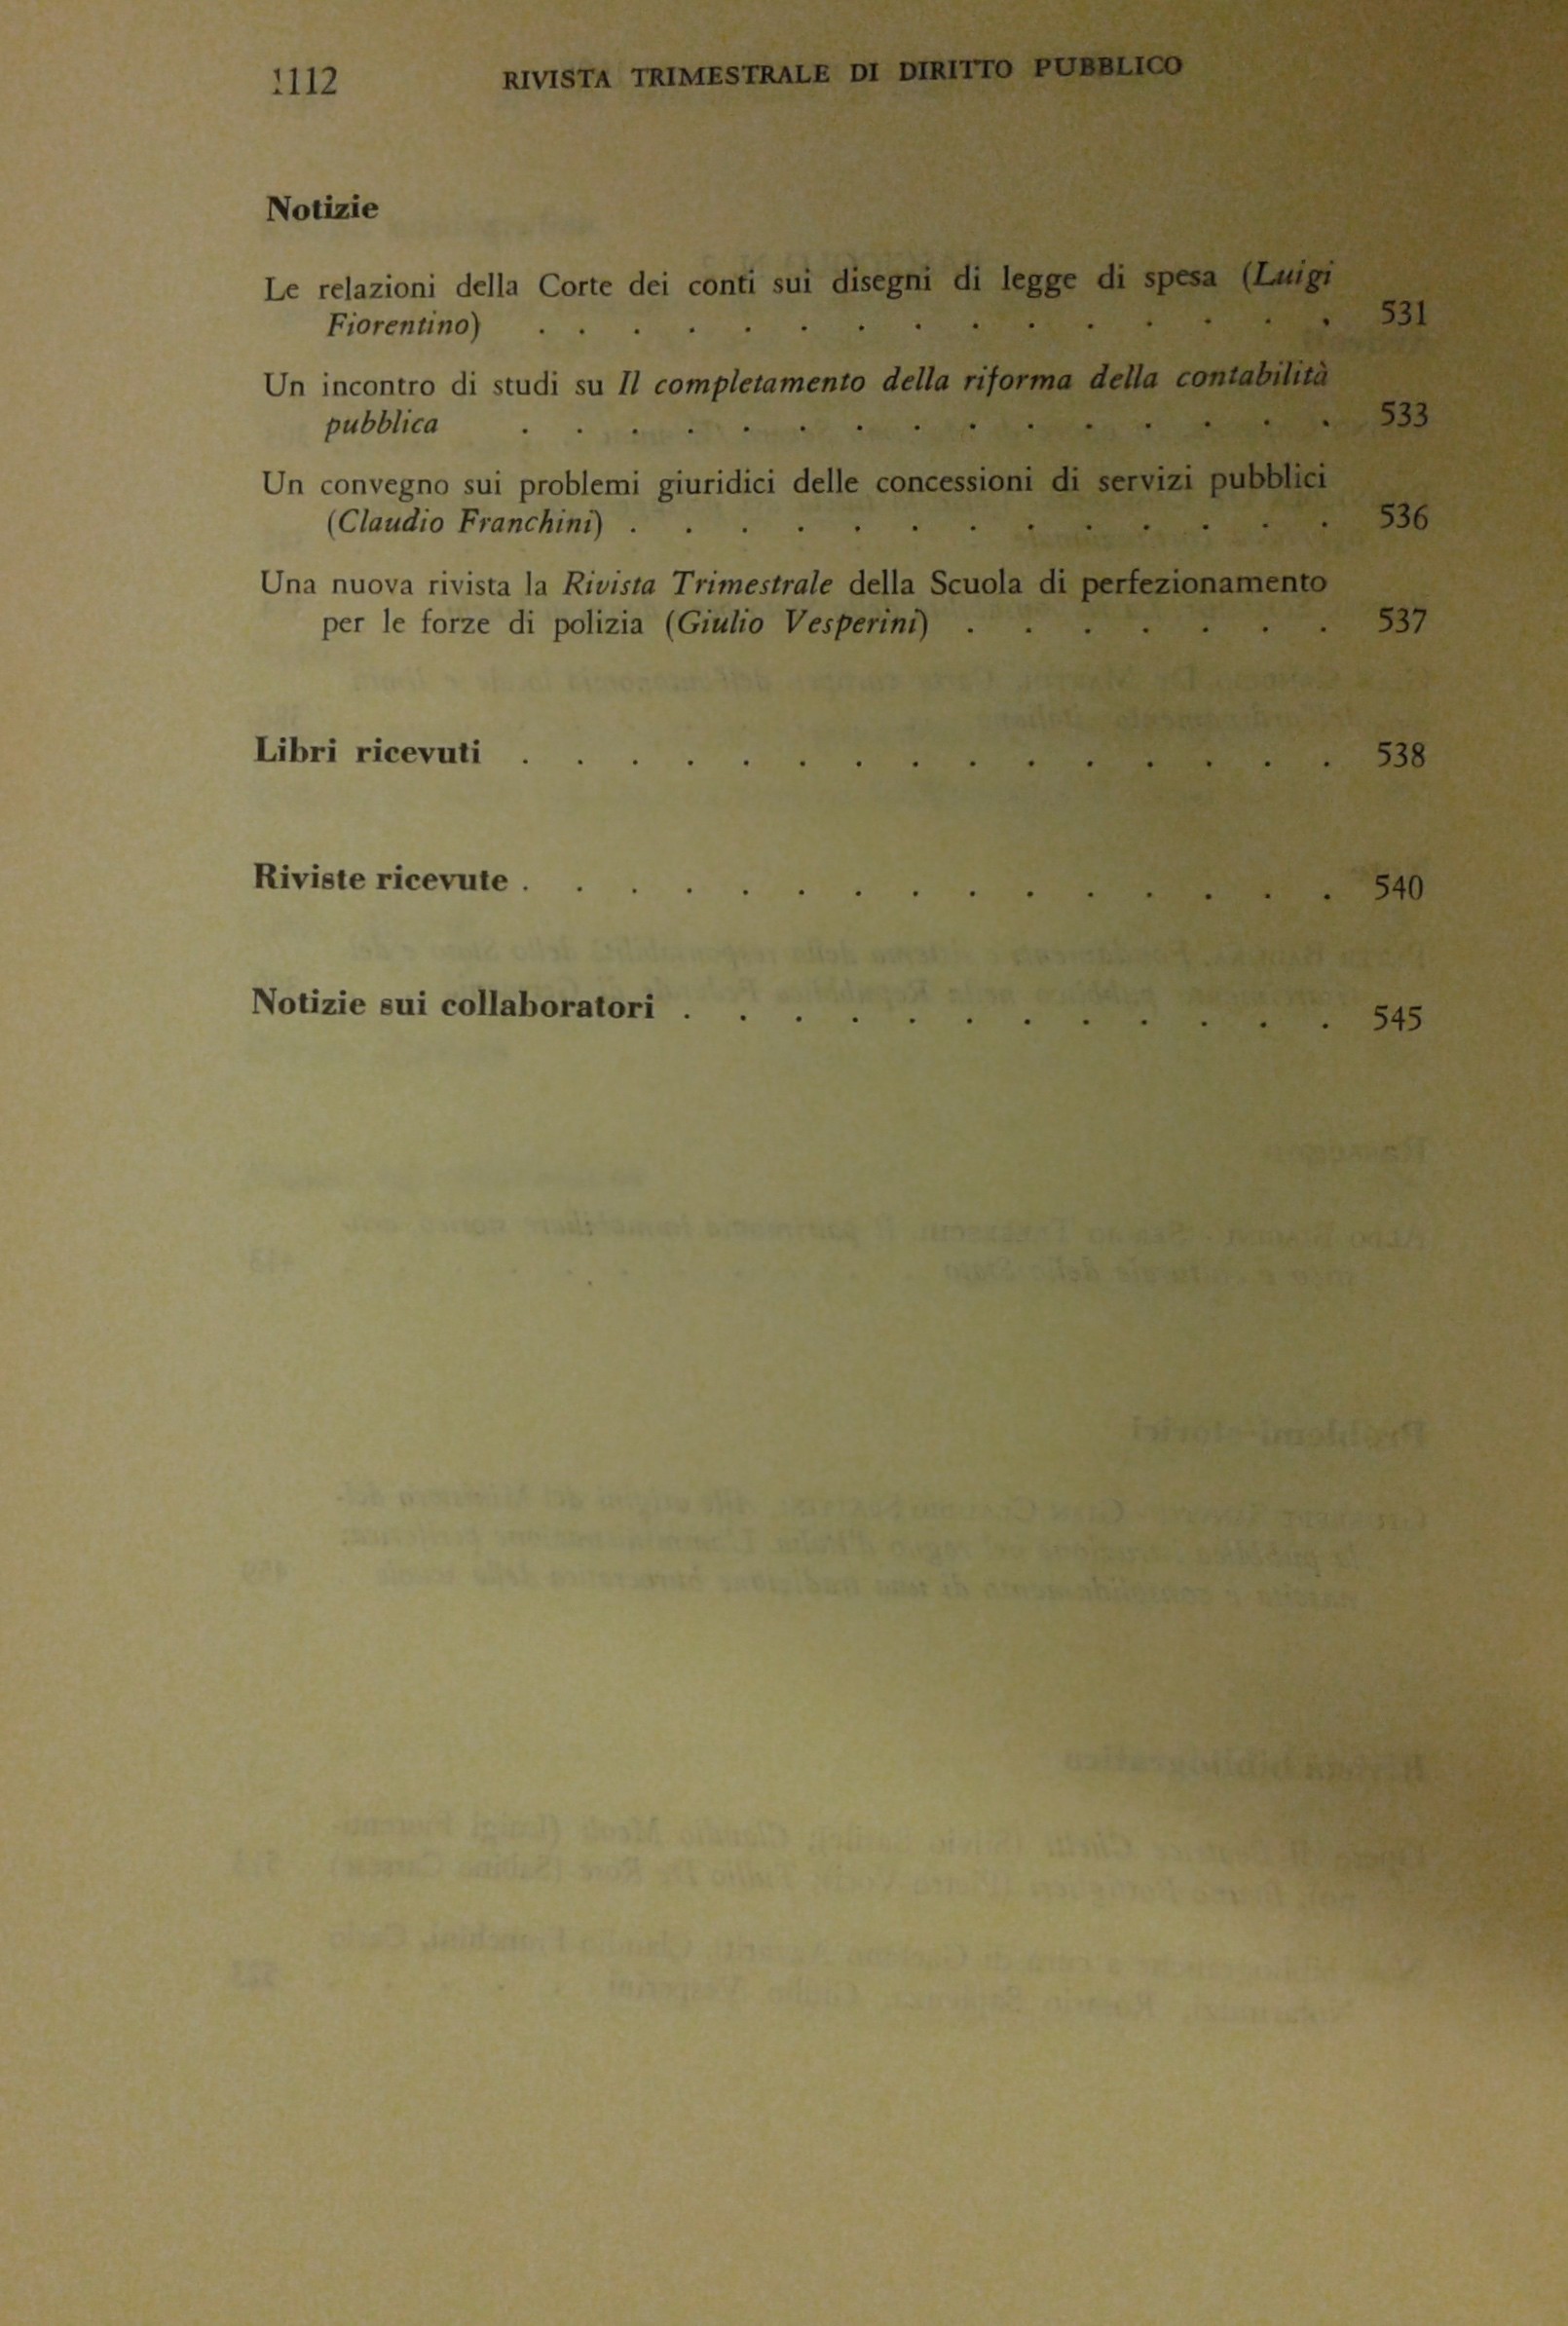 1112 RIVISTA TRIMESTRALE DI DIRITTO PUBBLICO
Notizie
Le relazioni della Corte dei conti sui disegni di legge di spesa (Luigi
Fiorentino) . . . . . . . . . . . . . . . 531
Un incontro di studi su Il completamento della riforma della contabilità
pubblica . . . . . . . . . . . . . . . 533
Un convegno sui problemi giuridici delle concessioni di servizi pubblici
(Claudio Franchini) . . . . . . . . . . . . . 536
Una nuova rivista la Rivista Trimestrale della Scuola di perfezionamento
per le forze di polizia (Giulio Vesperini) . . . . . . . 537
Libri ricevuti . . . . . . . . . . . . . . . 538
Riviste ricevute . . . . . . . . . . . . . . . 540
Notizie sui collaboratori . . . . . . . . . . . . 545